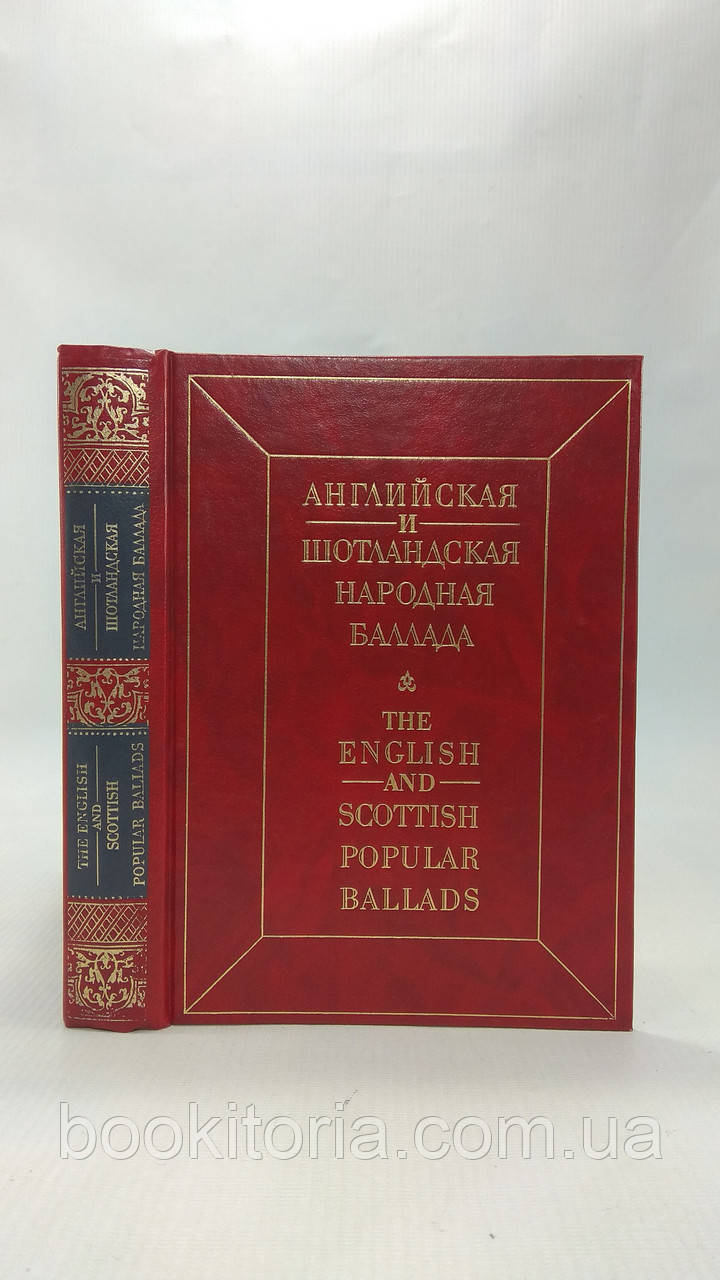 АНГЛИЙСКАЯ
И
ШОТЛАНДСКАЯ
НАРОДНАЯ БАЛЛАДА
THE ENGLISH
AND
SCOTTISH
POPULAR BALLADS
АНГЛИЙСКАЯ
И
ШОТЛАНДСКАЯ
НАРОДНАЯ
БАЛЛАДА
THE
ENGLISH
AND
SCOTTISH
POPULAR
BALLADS
bookitoria.com.ua